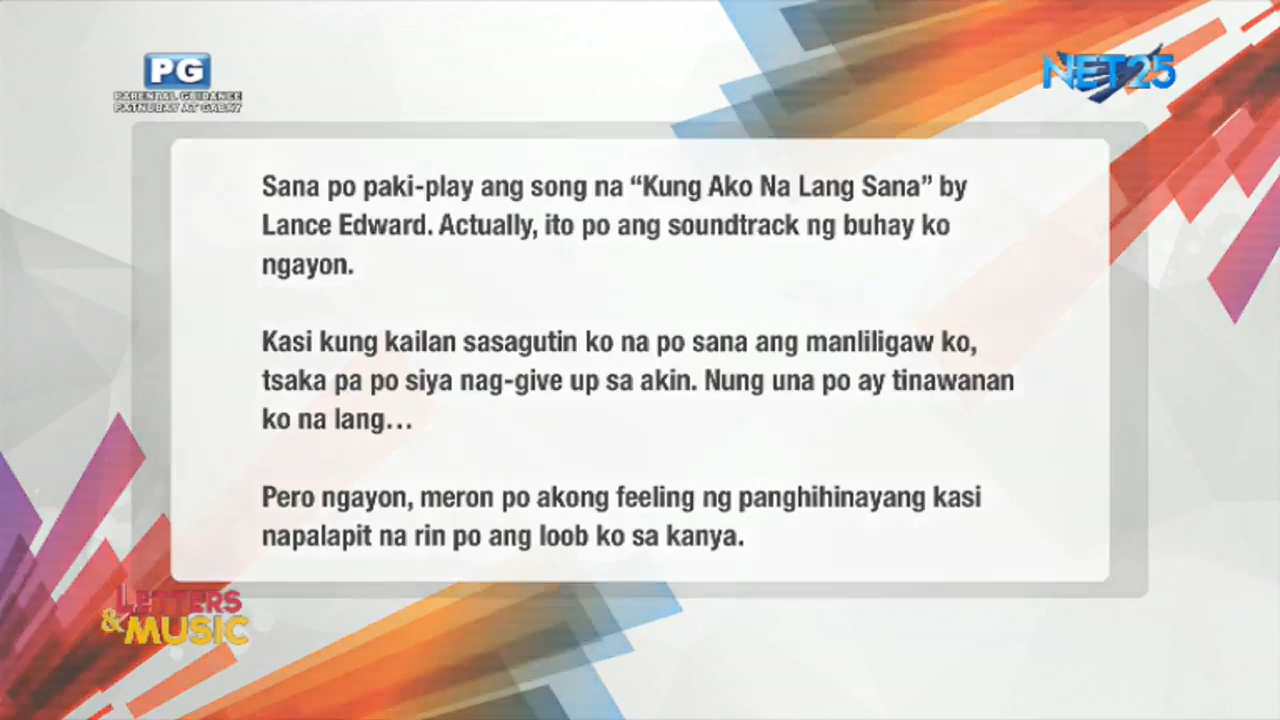 PG
PARENTAL GUIDANCE
PATNUBAY AT GABAY
NET25
Sana po paki-play ang song na “Kung Ako Na Lang Sana” by
Lance Edward. Actually, ito po ang soundtrack ng buhay ko
ngayon.
Kasi kung kailan sasagutin ko na po sana ang manliligaw ko,
tsaka pa po siya nag-give up sa akin. Nung una po ay tinawanan
ko na lang…
Pero ngayon, meron po akong feeling ng panghihinayang kasi
napalapit na rin po ang loob ko sa kanya.
LETTERS
&MUSIC